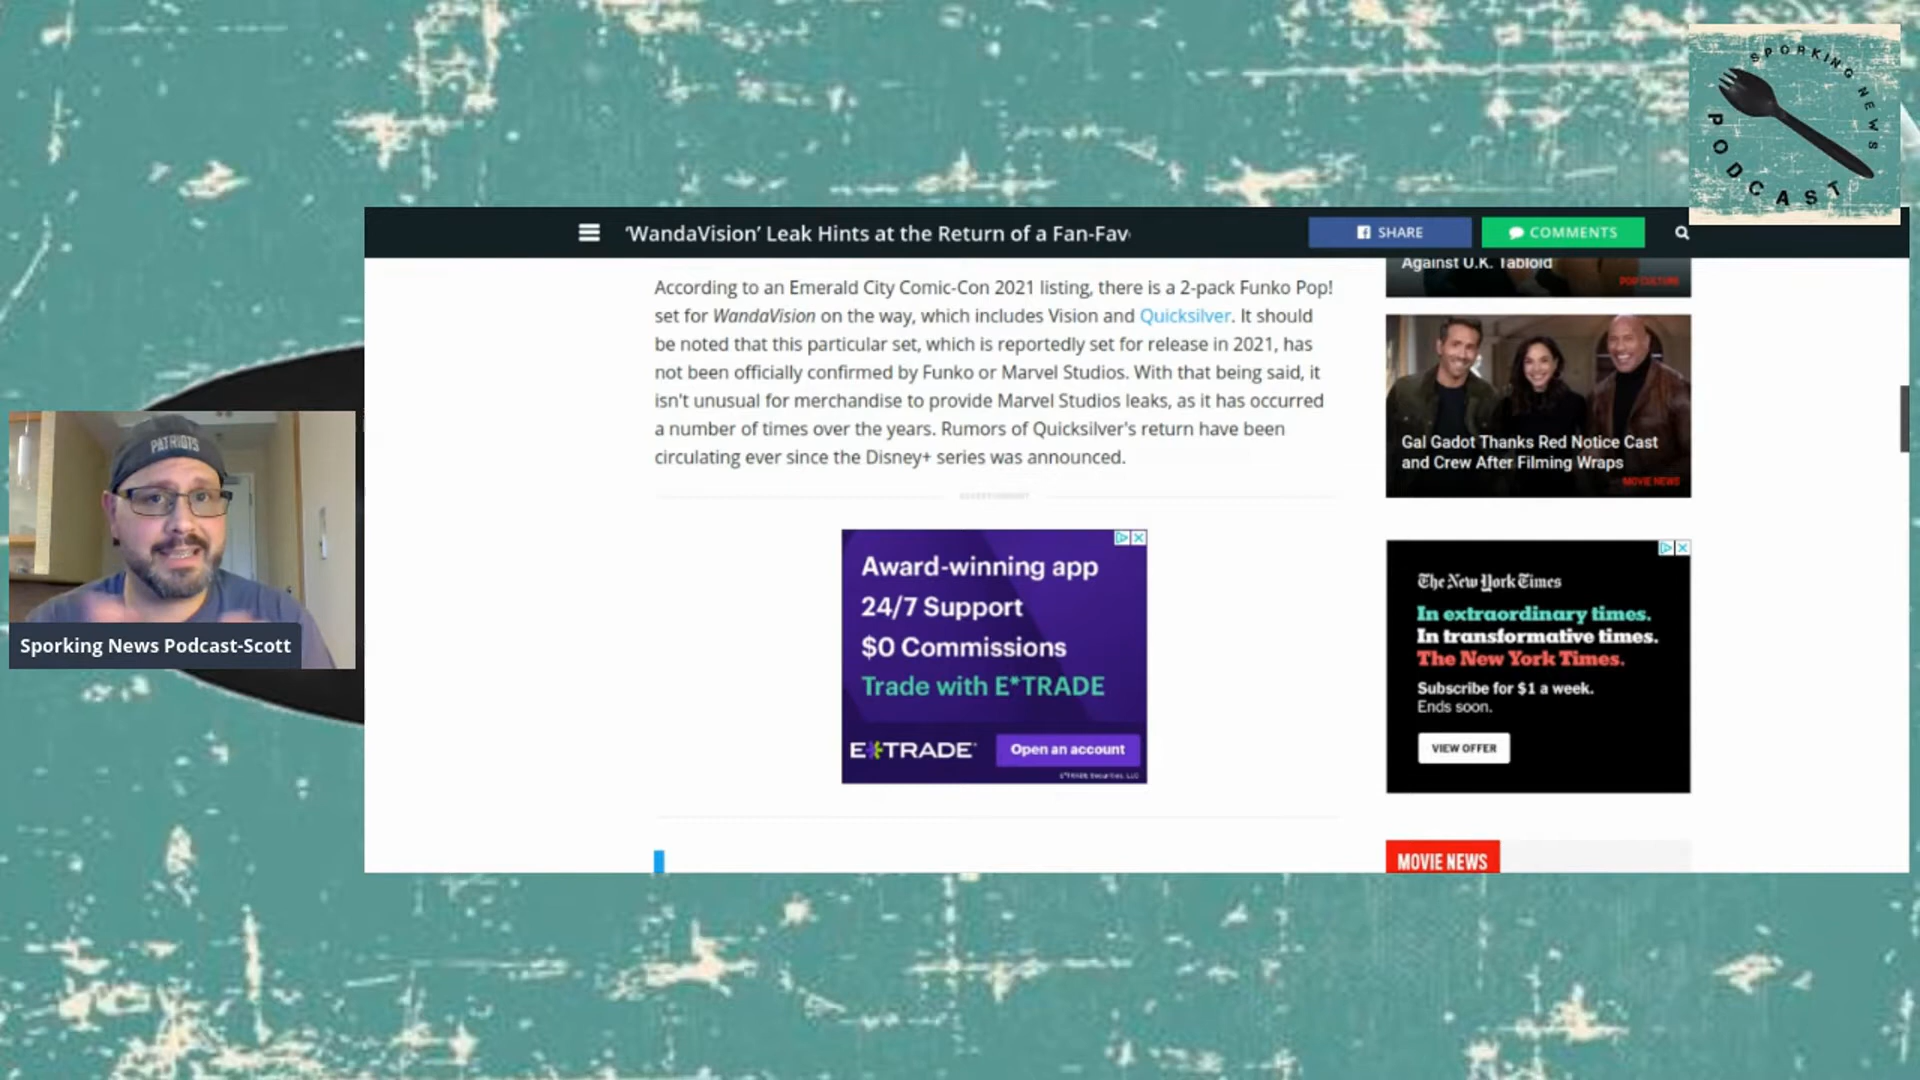 SPORKING NEWS
PODCAST
'WandaVision' Leak Hints at the Return of a Fan-Fav
SHARE
COMMENTS
According to an Emerald City Comic-Con 2021 listing, there is a 2-pack Funko Pop!
set for WandaVision on the way, which includes Vision and Quicksilver. It should
be noted that this particular set, which is reportedly set for release in 2021, has
not been officially confirmed by Funko or Marvel Studios. With that being said, it
isn't unusual for merchandise to provide Marvel Studios leaks, as it has occurred
a number of times over the years. Rumors of Quicksilver's return have been
circulating ever since the Disney+ series was announced.
ADVERTISEMENT
Award-winning app
24/7 Support
$0 Commissions
Trade with E*TRADE
E*TRADE
Open an account
E*TRADE Securities, LLC
Against U.K. Tabloid
POP CULTURE
Gal Gadot Thanks Red Notice Cast
and Crew After Filming Wraps
MOVIE NEWS
The New York Times
In extraordinary times.
In transformative times.
The New York Times.
Subscribe for $1 a week.
Ends soon.
VIEW OFFER
MOVIE NEWS
PATRIOTS
Sporking News Podcast-Scott